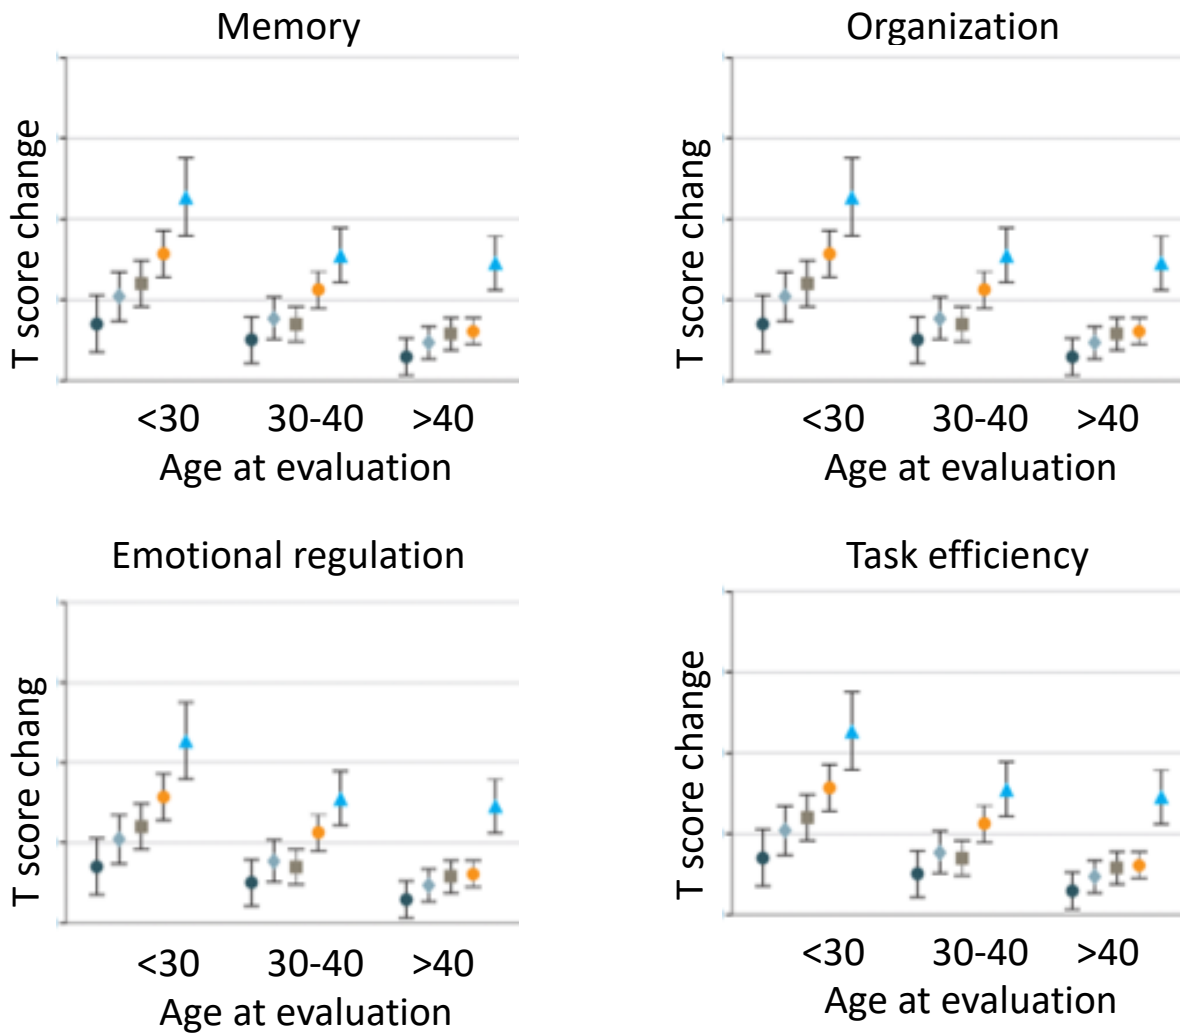 Memory
T score change
<30 30-40 >40
Age at evaluation
Organization
T score chang
<30 30-40 >40
Age at evaluation
Emotional regulation
T score chang
<30 30-40 >40
Age at evaluation
Task efficiency
T score change
<30 30-40 >40
Age at evaluation